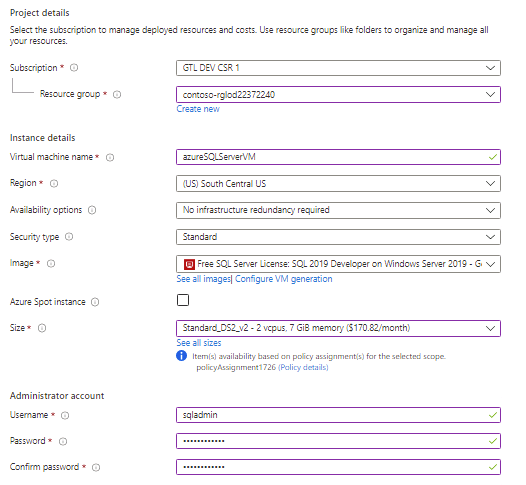 Project details
Select the subscription to manage deployed resources and costs. Use resource groups like folders to organize and manage all
your resources.
Subscription * GTL DEV CSR 1
Resource group * contoso-rglod22372240
Create new
Instance details
Virtual machine name * azureSQLServerVM
Region * (US) South Central US
Availability options No infrastructure redundancy required
Security type Standard
Image * Free SQL Server License: SQL 2019 Developer on Windows Server 2019 - G
See all images| Configure VM generation
Azure Spot instance
Size * Standard_DS2_v2 - 2 vcpus, 7 GiB memory ($170.82/month)
See all sizes
Item(s) availability based on policy assignment(s) for the selected scope.
policyAssignment1726 (Policy details)
Administrator account
Username * sqladmin
Password * ••••••••••••
Confirm password * ••••••••••••